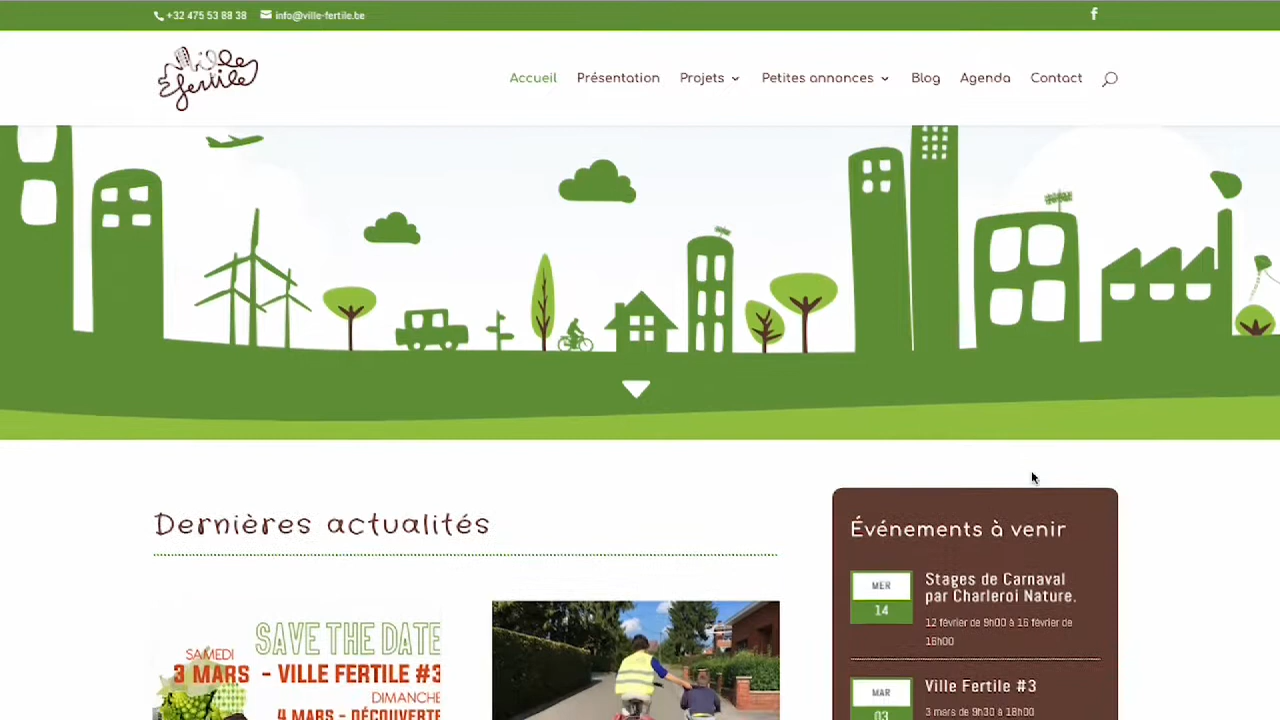 +32 475 53 88 38 info@ville-fertile.be
Ville
fertile
Accueil Présentation Projets Petites annonces Blog Agenda Contact
Dernières actualités
SAVE THE DATE
SAMEDI
3 MARS - VILLE FERTILE #3
DIMANCHE
4 MARS - DÉCOUVERTE
Événements à venir
MER
14
Stages de Carnaval
par Charleroi Nature.
12 février de 9h00 à 16 février de
16h00
MAR
03
Ville Fertile #3
3 mars de 9h30 à 18h00